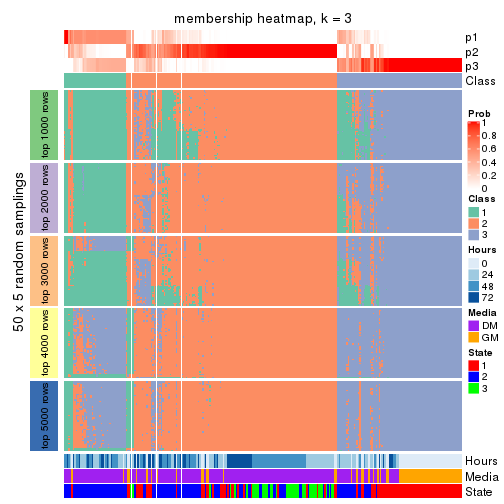 membership heatmap, k = 3
p1
p2
p3
Class
50 x 5 random samplings
top 1000 rows
top 2000 rows
top 3000 rows
top 4000 rows
top 5000 rows
Prob
1
0.8
0.6
0.4
0.2
0
Class
1
2
3
Hours
0
24
48
72
Media
DM
GM
State
1
2
3
Hours
Media
State